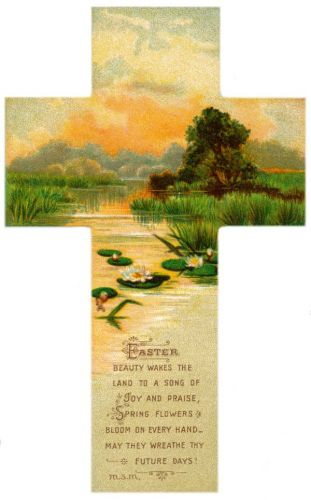 EASTER
BEAUTY WAKES THE
LAND TO A SONG OF
JOY AND PRAISE,
SPRING FLOWERS
BLOOM ON EVERY HAND—
MAY THEY WREATHE THY
FUTURE DAYS!
M.S.M.